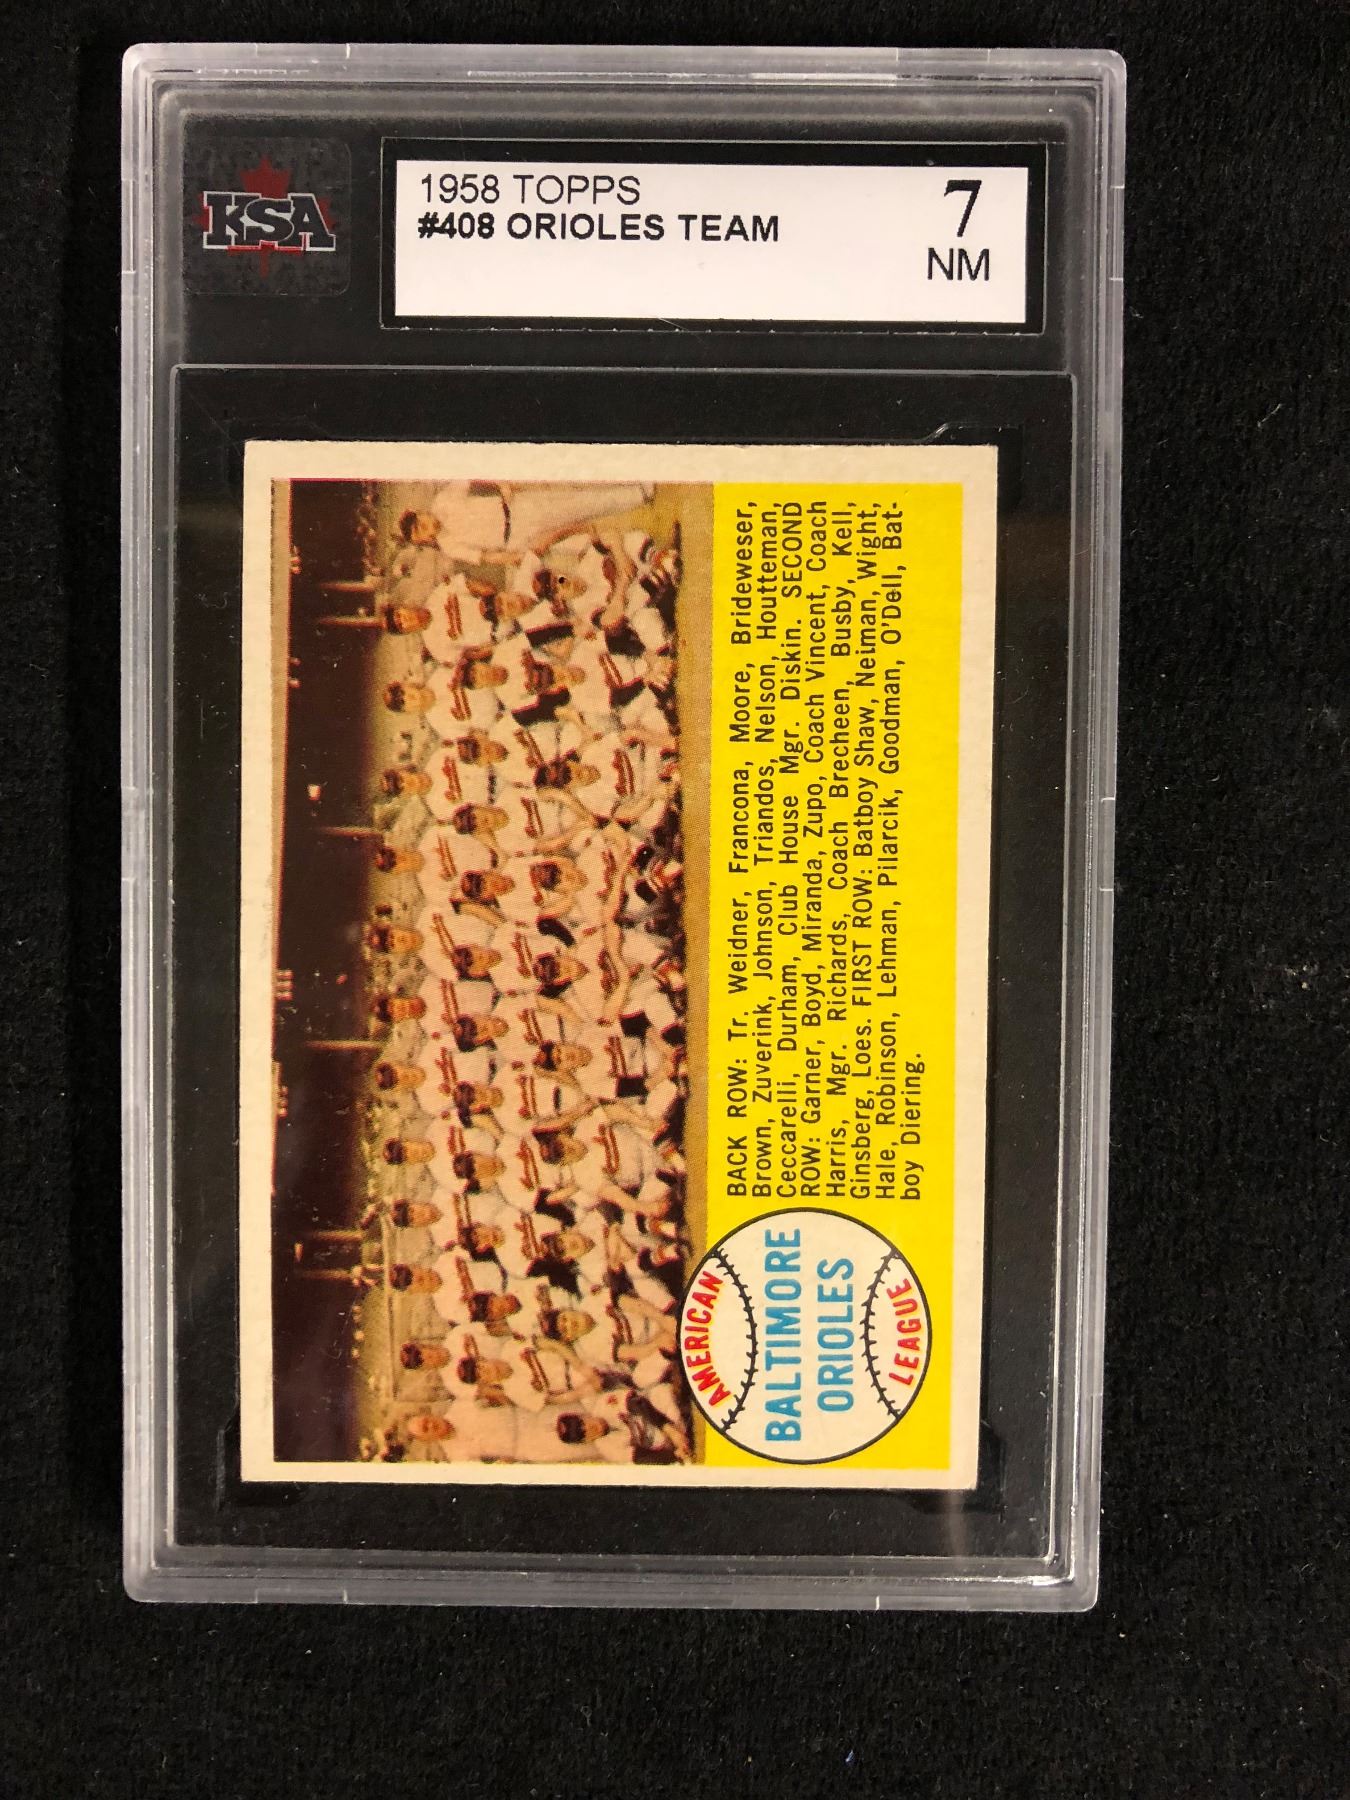 KSA
1958 TOPPS
#408 ORIOLES TEAM
7
NM
BACK ROW: Tr. Weidner, Francona, Moore, Brideweser,
Brown, Zuverink, Johnson, Triandos, Nelson, Houtteman,
Ceccarelli, Durham, Club House Mgr. Diskin. SECOND
ROW: Garner, Boyd, Miranda, Zupo, Coach Vincent, Coach
Harris, Mgr. Richards, Coach Brecheen, Busby, Kell,
Ginsberg, Loes. FIRST ROW: Batboy Shaw, Neiman, Wight,
Hale, Robinson, Lehman, Pilarcik, Goodman, O'Dell, Bat-
boy Diering.
AMERICAN
BALTIMORE
ORIOLES
LEAGUE